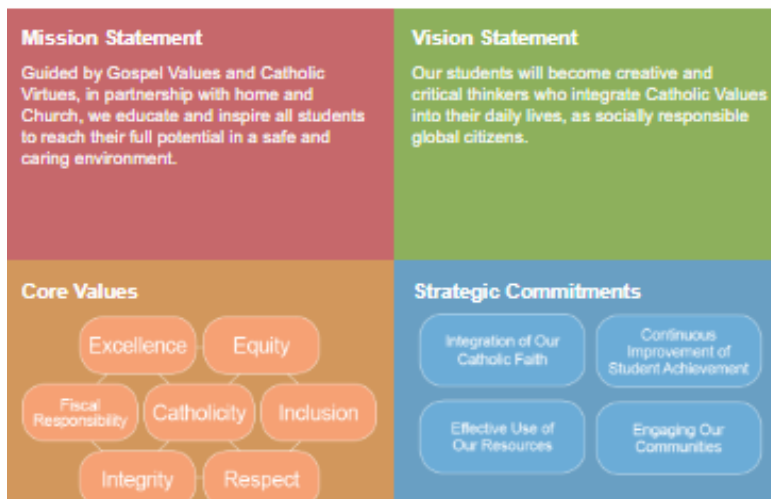 Mission Statement
Guided by Gospel Values and Catholic
Virtues, in partnership with home and
Church, we educate and inspire all students
to reach their full potential in a safe and
caring environment.
Vision Statement
Our students will become creative and
critical thinkers who integrate Catholic Values
into their daily lives, as socially responsible
global citizens.
Core Values
Excellence
Equity
Fiscal
Responsibility
Catholicity
Inclusion
Integrity
Respect
Strategic Commitments
Integration of Our
Catholic Faith
Continuous
Improvement of
Student Achievement
Effective Use of
Our Resources
Engaging Our
Communities